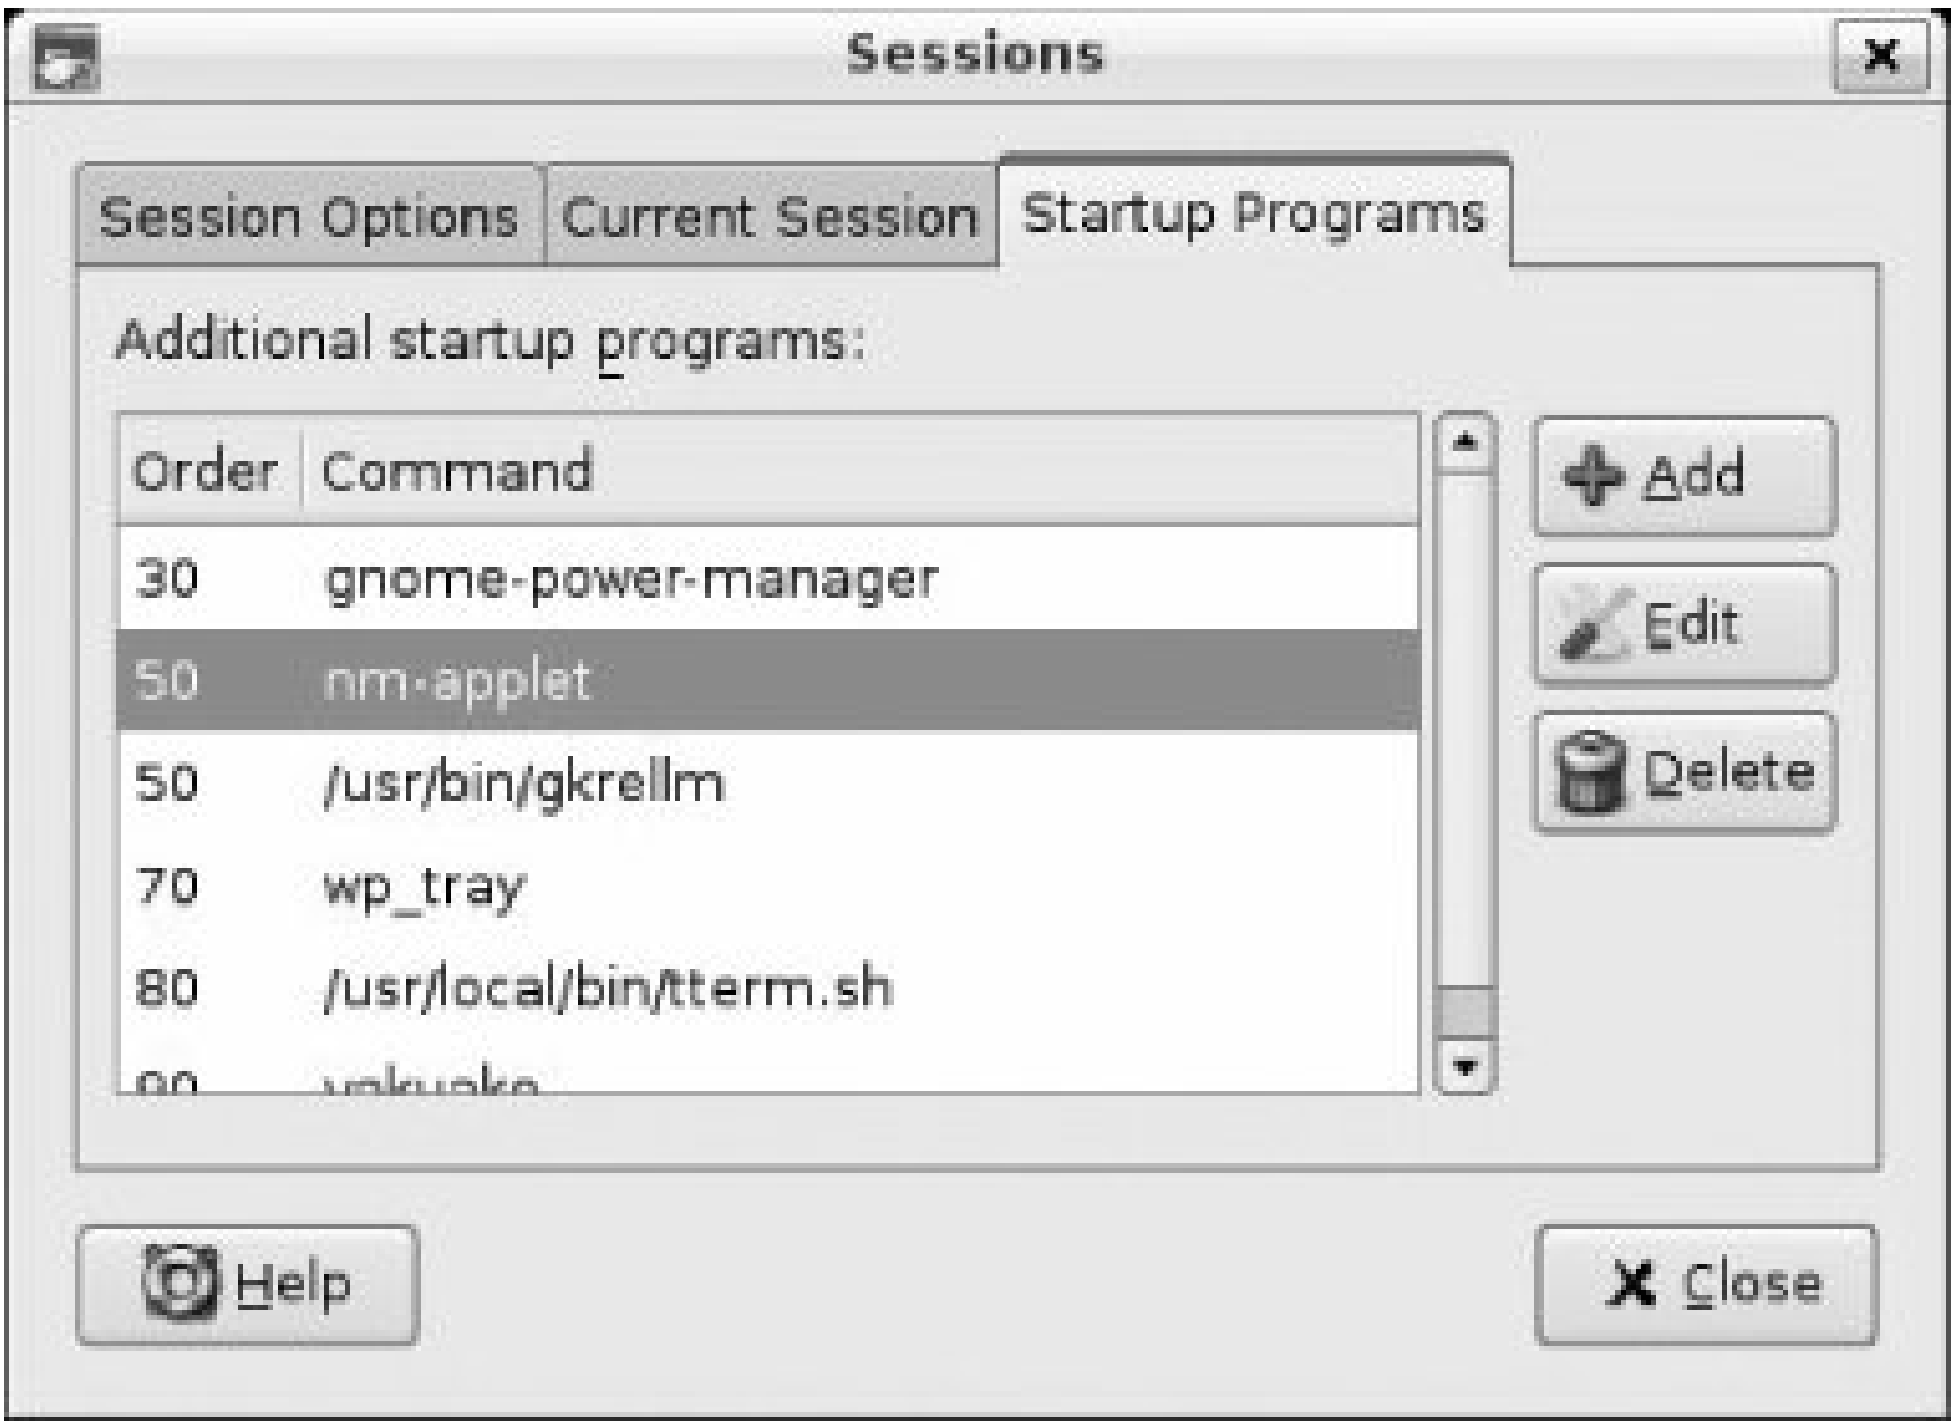 Sessions
Session Options Current Session Startup Programs
Additional startup programs:
Order Command
30 gnome-power-manager
50 nm-applet
50 /usr/bin/gkrellm
70 wp_tray
80 /usr/local/bin/tterm.sh
Add
Edit
Delete
Help
Close